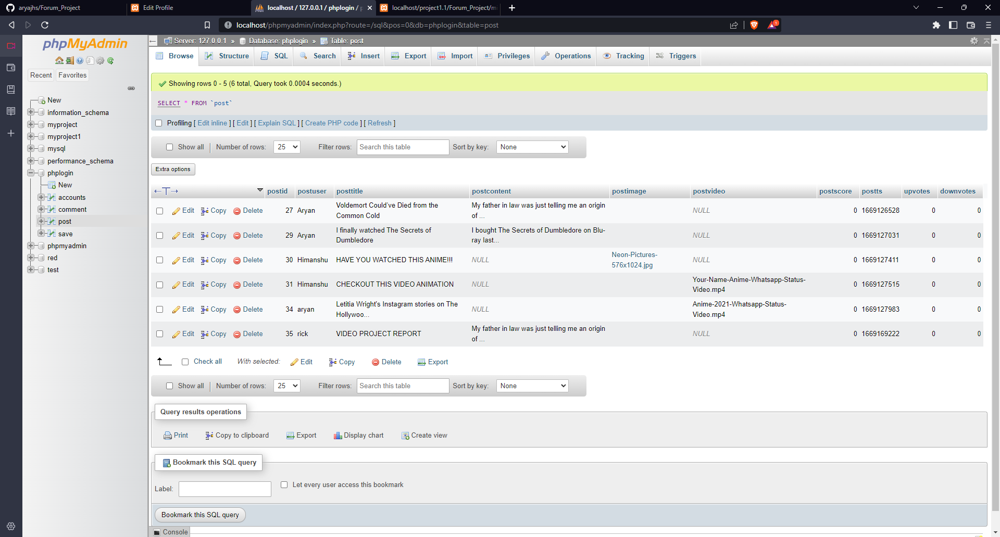 aryajhs/Forum_Project
Edit Profile
localhost / 127.0.0.1 / phplogin / p
localhost/project1.1/Forum_Project/mi
localhost/phpmyadmin/index.php?route=/sql&pos=0&db=phplogin&table=post
1
phpMyAdmin
Recent
Favorites
New
information_schema
myproject
myproject1
mysql
performance_schema
phplogin
New
accounts
comment
post
save
phpmyadmin
red
test
Server: 127.0.0.1 » Database: phplogin » Table: post
Browse Structure SQL Search Insert Export Import Privileges Operations Tracking Triggers
Showing rows 0 - 5 (6 total, Query took 0.0004 seconds.)
SELECT * FROM `post`
Profiling [ Edit inline ] [ Edit ] [ Explain SQL ] [ Create PHP code ] [ Refresh ]
Show all Number of rows: 25 Filter rows: Search this table Sort by key: None
Extra options
←T→ postid postuser posttitle postcontent postimage postvideo postscore postts upvotes downvotes
Edit Copy Delete 27 Aryan Voldemort Could've Died from the Common Cold My father in law was just telling me an origin of ... NULL 0 1669126528 0 0
Edit Copy Delete 29 Aryan I finally watched The Secrets of Dumbledore I bought The Secrets of Dumbledore on Blu-ray last... NULL 0 1669127031 0 0
Edit Copy Delete 30 Himanshu HAVE YOU WATCHED THIS ANIME!!! NULL Neon-Pictures-576x1024.jpg NULL 0 1669127411 0 0
Edit Copy Delete 31 Himanshu CHECKOUT THIS VIDEO ANIMATION NULL Your-Name-Anime-Whatsapp-Status-Video.mp4 0 1669127515 0 0
Edit Copy Delete 34 aryan Letitia Wright's Instagram stories on The Hollywoo... NULL Anime-2021-Whatsapp-Status-Video.mp4 0 1669127983 0 0
Edit Copy Delete 35 rick VIDEO PROJECT REPORT My father in law was just telling me an origin of ... NULL 0 1669169222 0 0
Check all With selected: Edit Copy Delete Export
Show all Number of rows: 25 Filter rows: Search this table Sort by key: None
Query results operations
Print Copy to clipboard Export Display chart Create view
Bookmark this SQL query
Label: Let every user access this bookmark
Bookmark this SQL query
Console